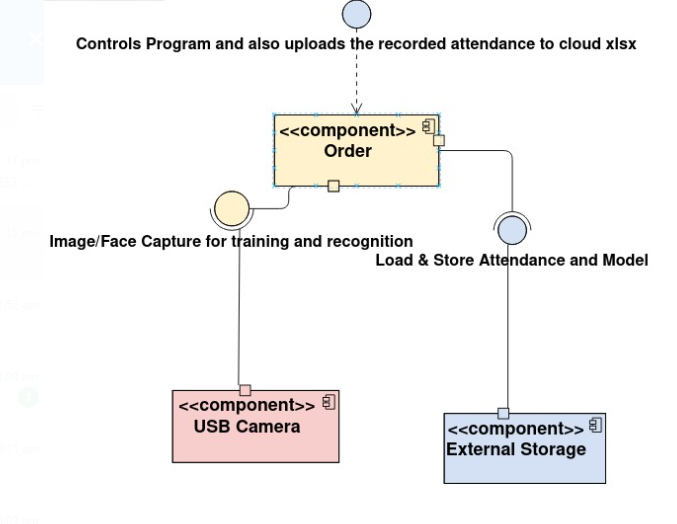 Controls Program and also uploads the recorded attendance to cloud xlsx
<<component>>
Order
Image/Face Capture for training and recognition
Load & Store Attendance and Model
<<component>>
USB Camera
<<component>>
External Storage